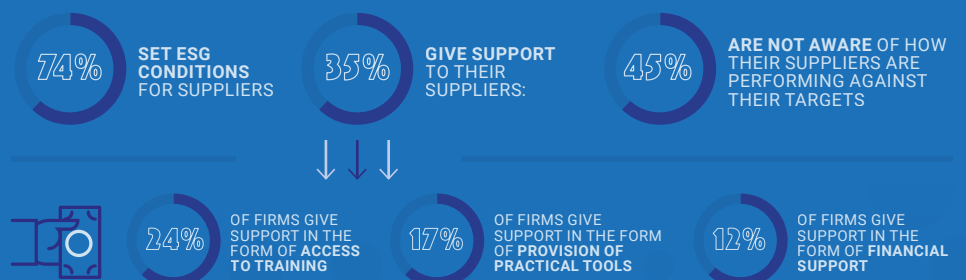 74%
SET ESG
CONDITIONS
FOR SUPPLIERS
35%
GIVE SUPPORT
TO THEIR
SUPPLIERS:
45%
ARE NOT AWARE OF HOW
THEIR SUPPLIERS ARE
PERFORMING AGAINST
THEIR TARGETS
24%
OF FIRMS GIVE
SUPPORT IN THE
FORM OF ACCESS
TO TRAINING
17%
OF FIRMS GIVE
SUPPORT IN THE FORM
OF PROVISION OF
PRACTICAL TOOLS
12%
OF FIRMS GIVE
SUPPORT IN THE
FORM OF FINANCIAL
SUPPORT